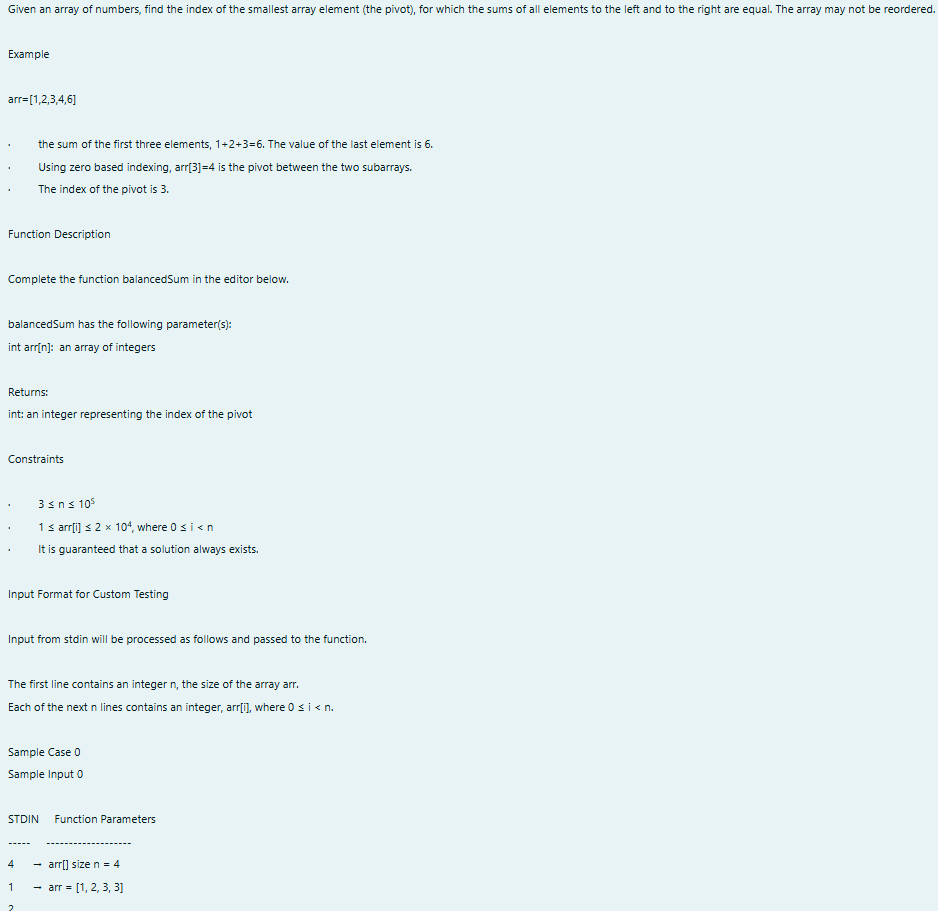 Given an array of numbers, find the index of the smallest array element (the pivot), for which the sums of all elements to the left and to the right are equal. The array may not be reordered.
Example
arr=[1,2,3,4,6]
· the sum of the first three elements, 1+2+3=6. The value of the last element is 6.
· Using zero based indexing, arr[3]=4 is the pivot between the two subarrays.
· The index of the pivot is 3.
Function Description
Complete the function balancedSum in the editor below.
balancedSum has the following parameter(s):
int arr[n]: an array of integers
Returns:
int: an integer representing the index of the pivot
Constraints
· 3 ≤ n ≤ 10⁵
· 1 ≤ arr[i] ≤ 2 × 10⁴, where 0 ≤ i < n
· It is guaranteed that a solution always exists.
Input Format for Custom Testing
Input from stdin will be processed as follows and passed to the function.
The first line contains an integer n, the size of the array arr.
Each of the next n lines contains an integer, arr[i], where 0 ≤ i < n.
Sample Case 0
Sample Input 0
STDIN Function Parameters
----- -------------------
4 → arr[] size n = 4
1 → arr = [1, 2, 3, 3]
2